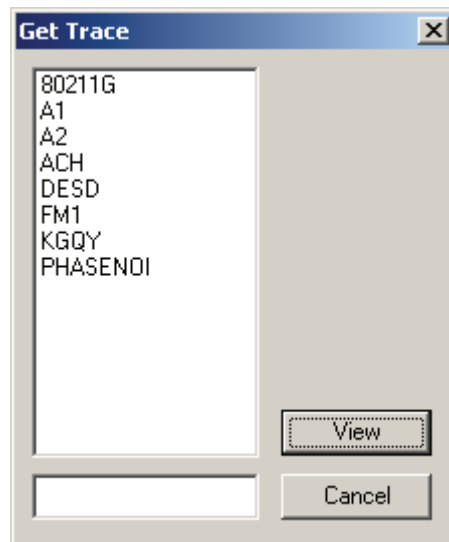 Get Trace
80211G
A1
A2
ACH
DESD
FM1
KGQY
PHASENOI
View
Cancel